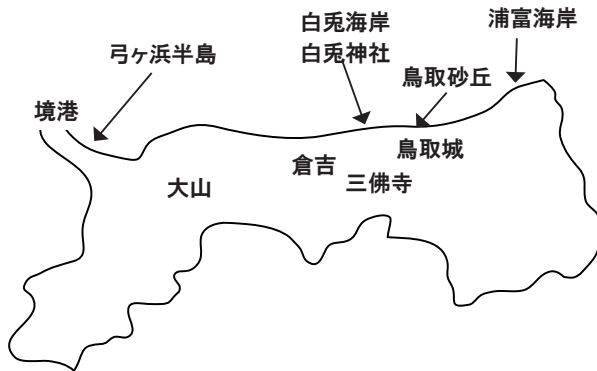 白兎海岸
白兎神社
浦富海岸
弓ヶ浜半島
鳥取砂丘
境港
鳥取城
倉吉
三佛寺
大山